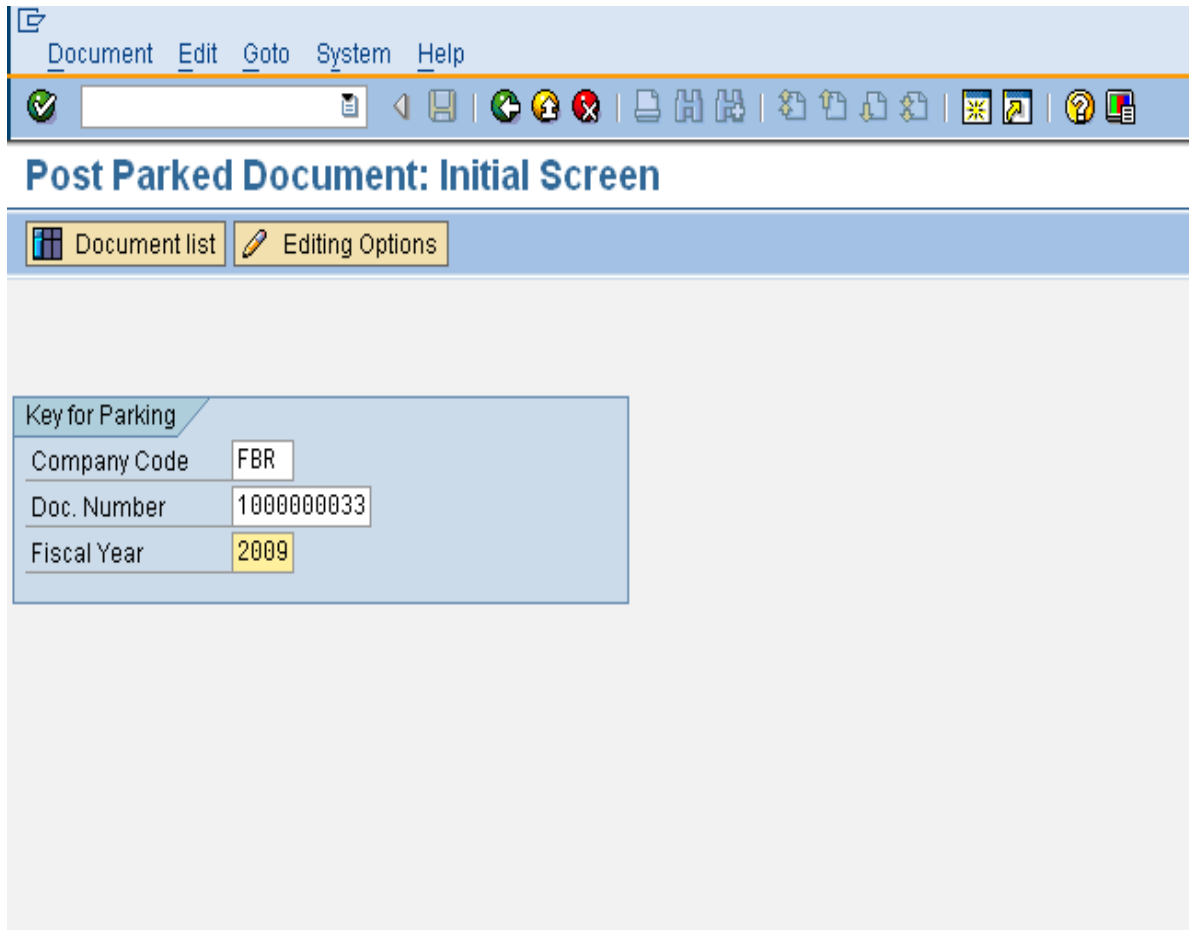 Document Edit Goto System Help
Post Parked Document: Initial Screen
Document list Editing Options
Key for Parking
Company Code FBR
Doc. Number 1000000033
Fiscal Year 2009